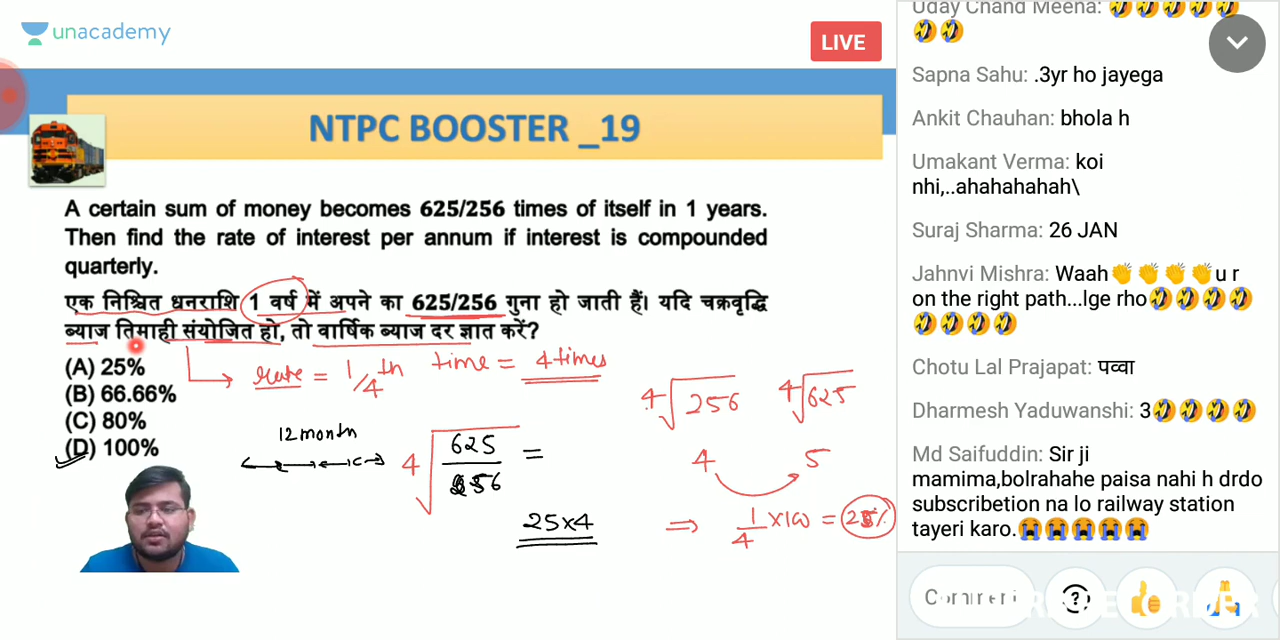 unacademy
LIVE
NTPC BOOSTER _19
A certain sum of money becomes 625/256 times of itself in 1 years.
Then find the rate of interest per annum if interest is compounded
quarterly.
एक निश्चित धनराशि 1 वर्ष में अपने का 625/256 गुना हो जाती हैं। यदि चक्रवृद्धि
ब्याज तिमाही संयोजित हो, तो वार्षिक ब्याज दर ज्ञात करें?
(A) 25%
(B) 66.66%
(C) 80%
(D) 100%
rate = 1/4 th time = 4 times
12 month
4√625/256 =
4√256 4√625
4 5
25×4
⇒ 1/4 ×100 = 25%
Uday Chand Meena: 🤣🤣🤣🤣🤣
🤣🤣
Sapna Sahu: .3yr ho jayega
Ankit Chauhan: bhola h
Umakant Verma: koi
nhi,..ahahahahah\
Suraj Sharma: 26 JAN
Jahnvi Mishra: Waah👏👏👏👏u r
on the right path...lge rho🤣🤣🤣🤣
🤣🤣🤣🤣
Chotu Lal Prajapat: पव्वा
Dharmesh Yaduwanshi: 3🤣🤣🤣🤣
Md Saifuddin: Sir ji
mamima,bolrahahe paisa nahi h drdo
subscribetion na lo railway station
tayeri karo.😭😭😭😭😭